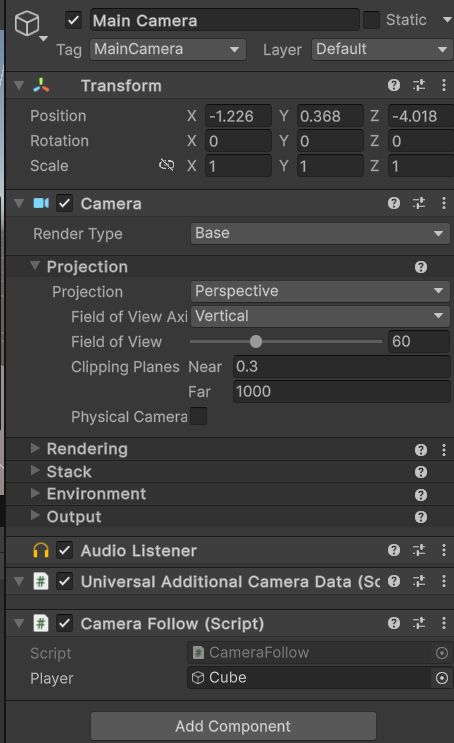 Main Camera Static
Tag MainCamera Layer Default
Transform
Position X -1.226 Y 0.368 Z -4.018
Rotation X 0 Y 0 Z 0
Scale X 1 Y 1 Z 1
Camera
Render Type Base
Projection
Projection Perspective
Field of View Axi Vertical
Field of View 60
Clipping Planes Near 0.3
Far 1000
Physical Camera
Rendering
Stack
Environment
Output
Audio Listener
# Universal Additional Camera Data (Sc
# Camera Follow (Script)
Script # CameraFollow
Player Cube
Add Component